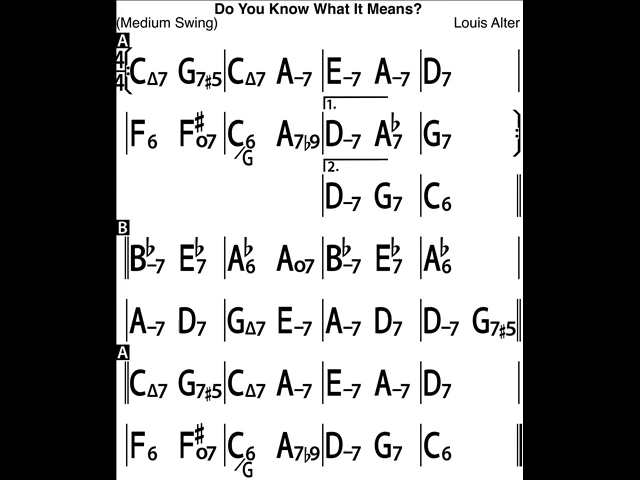 Do You Know What It Means?
(Medium Swing) Louis Alter
A
4/4 CΔ7 G7♯5 CΔ7 A–7 E–7 A–7 D7
F6 F♯o7 C6/G A7♭9 1. D–7 A♭7 G7
2. D–7 G7 C6
B
B♭–7 E♭7 A♭6 Ao7 B♭–7 E♭7 A♭6
A–7 D7 GΔ7 E–7 A–7 D7 D–7 G7♯5
A
CΔ7 G7♯5 CΔ7 A–7 E–7 A–7 D7
F6 F♯o7 C6/G A7♭9 D–7 G7 C6